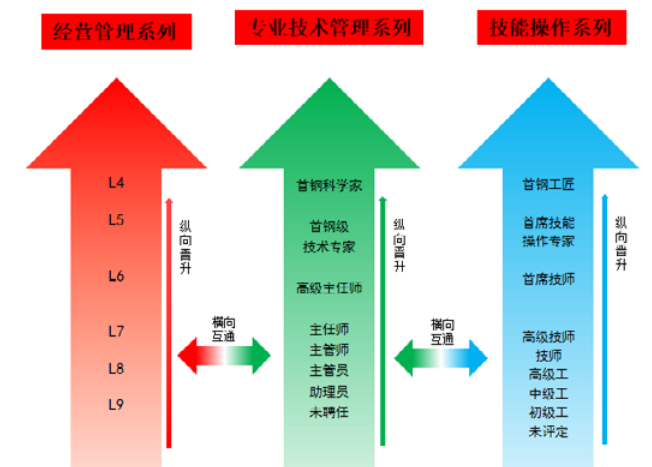 经营管理系列
专业技术管理系列
技能操作系列
L4
L5
L6
L7
L8
L9
纵向晋升
横向
互通
首钢科学家
首钢级
技术专家
高级主任师
主任师
主管师
主管员
助理员
未聘任
纵向晋升
横向
互通
首钢工匠
首席技能
操作专家
首席技师
高级技师
技师
高级工
中级工
初级工
未评定
纵向晋升